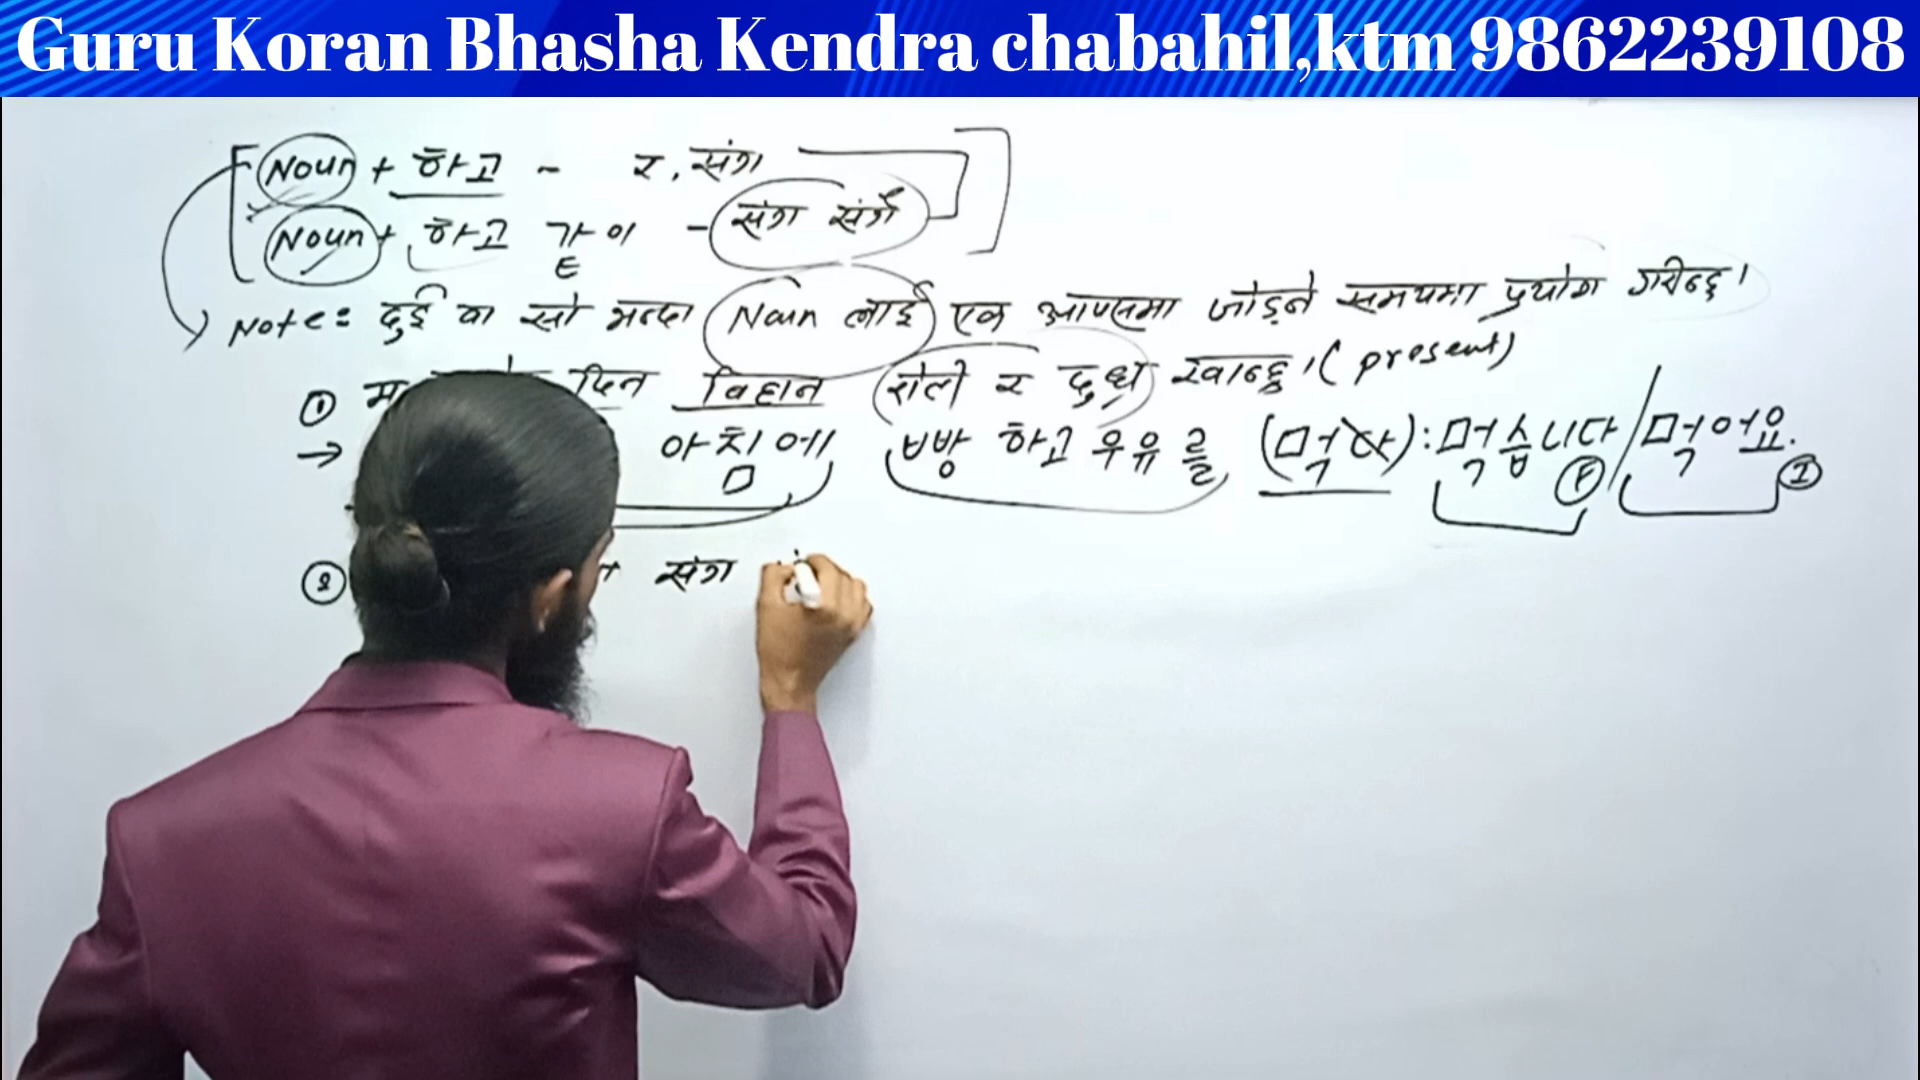 Guru Koran Bhasha Kendra chabahil,ktm 9862239108
Noun + 하고 - र, संग
Noun + 하고 같이 - संग संगै
Note: दुई वा सो भन्दा Noun लाई एक आपसमा जोड्ने समयमा प्रयोग गरीन्छ।
① दिन विहान रोटी र दुध खान्छु।(present)
→ 아침에 빵하고 우유를 (먹다):먹습니다/먹어요.
② संग